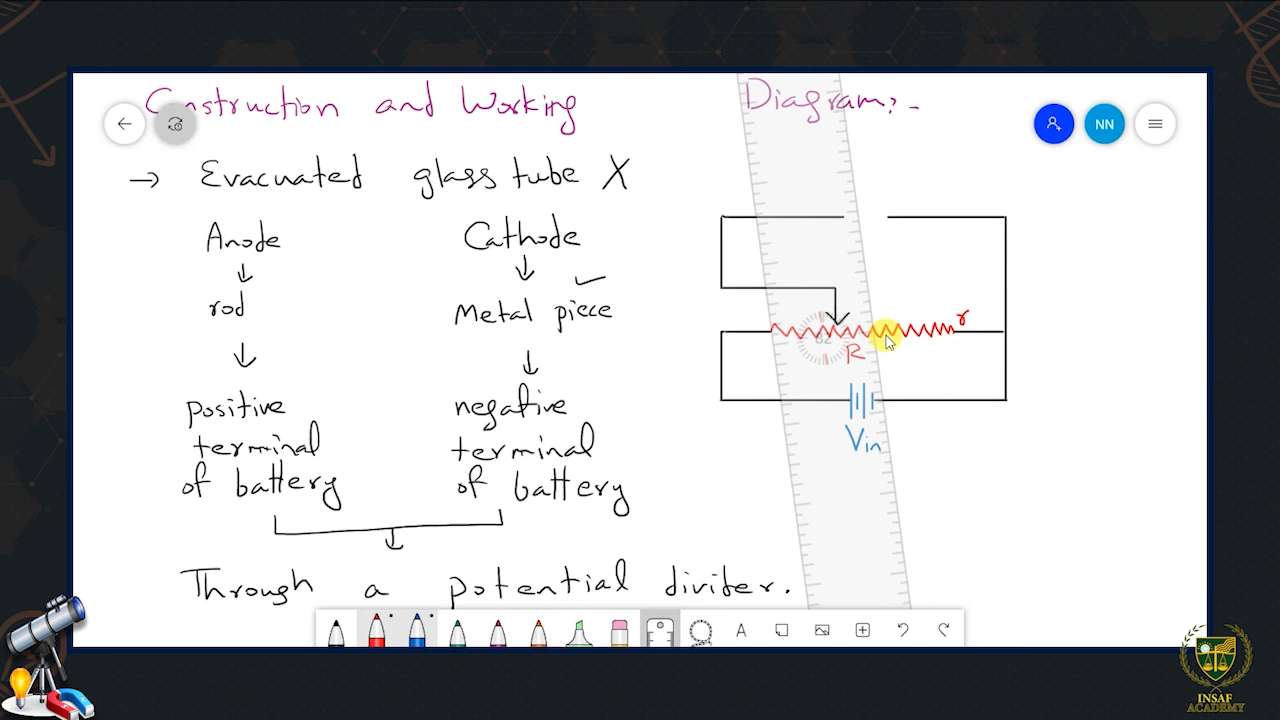 Construction and Working
Diagram:-
NN
→ Evacuated glass tube X
Anode
↓
rod
↓
positive
terminal
of battery
Cathode
↓
Metal piece
↓
negative
terminal
of battery
Through a potential divider.
r
R
Vin
A
INSAF
ACADEMY